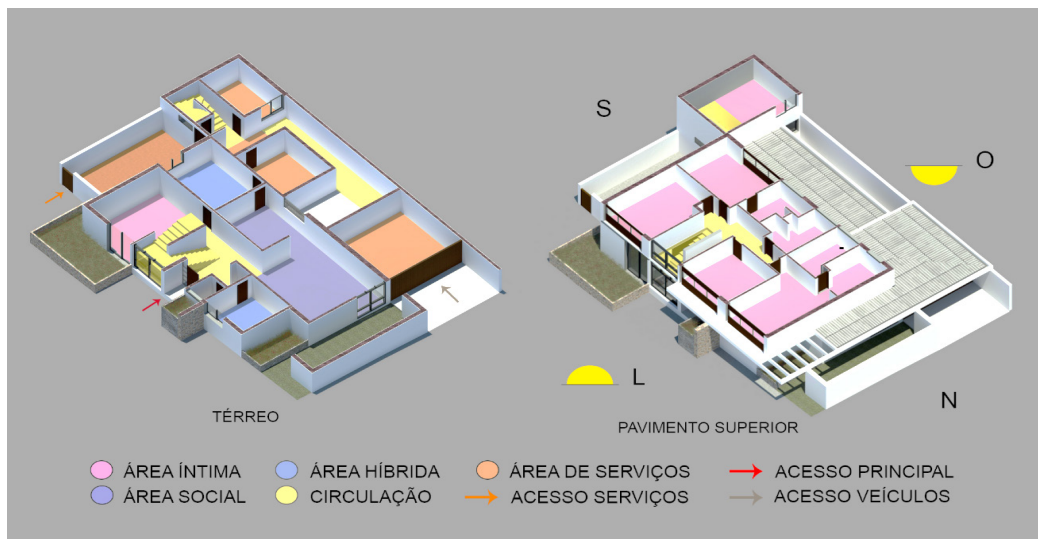 S
O
L
N
TÉRREO
PAVIMENTO SUPERIOR
ÁREA ÍNTIMA
ÁREA HÍBRIDA
ÁREA DE SERVIÇOS
ACESSO PRINCIPAL
ÁREA SOCIAL
CIRCULAÇÃO
ACESSO SERVIÇOS
ACESSO VEÍCULOS